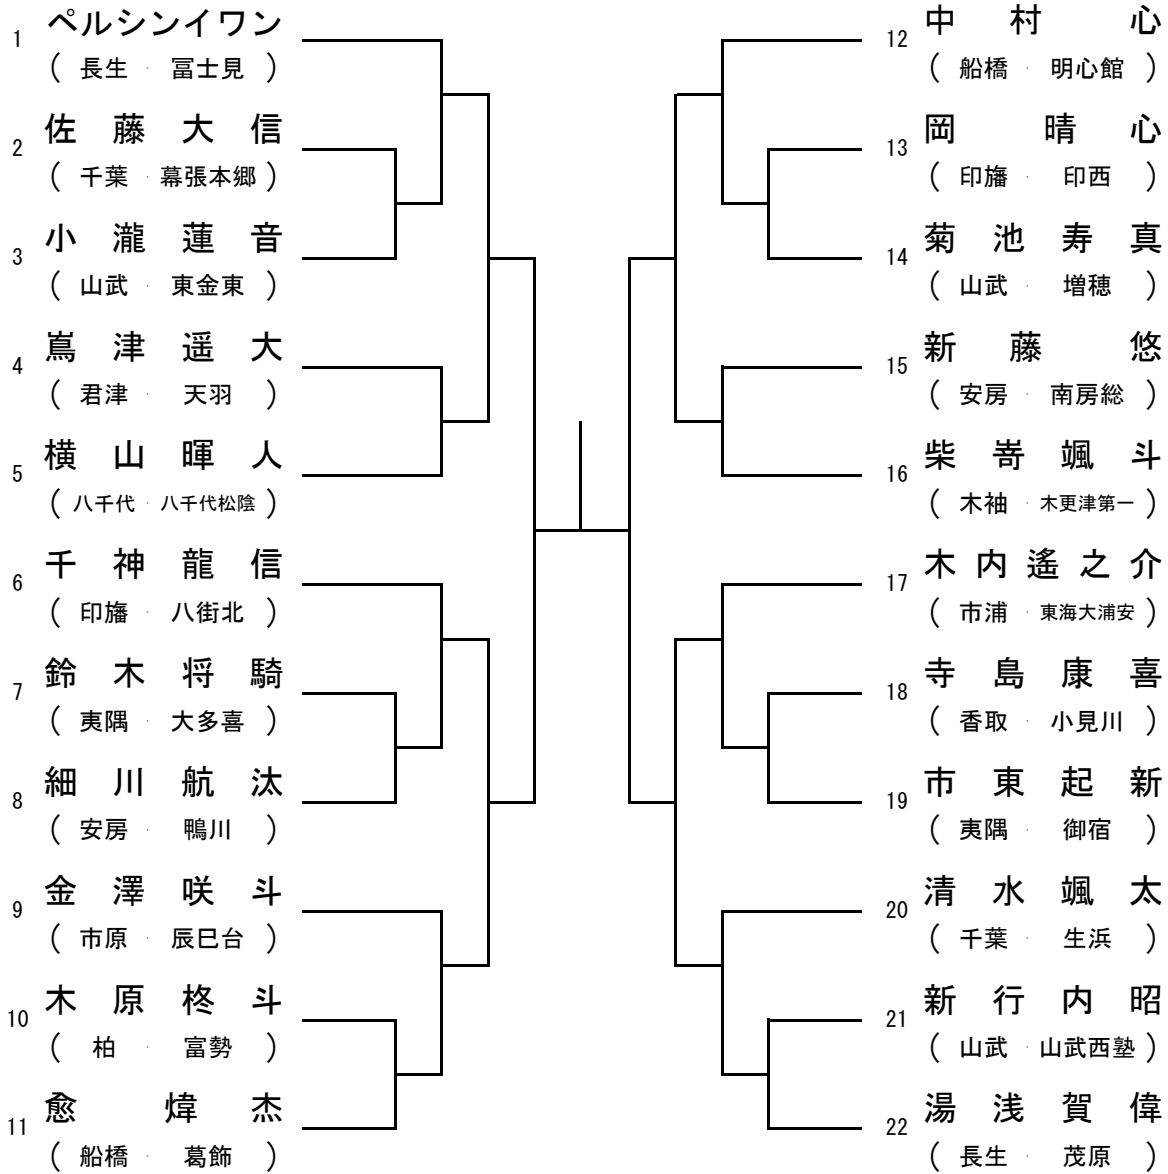 1 ペルシンイワン
( 長生 · 冨士見 )
2 佐藤大信
( 千葉 · 幕張本郷 )
3 小瀧蓮音
( 山武 · 東金東 )
4 嶌津遥大
( 君津 · 天羽 )
5 横山暉人
( 八千代 · 八千代松陰 )
6 千神龍信
( 印旛 · 八街北 )
7 鈴木将騎
( 夷隅 · 大多喜 )
8 細川航汰
( 安房 · 鴨川 )
9 金澤咲斗
( 市原 · 辰巳台 )
10 木原柊斗
( 柏 · 富勢 )
11 愈煒杰
( 船橋 · 葛飾 )
12 中村心
( 船橋 · 明心館 )
13 岡晴心
( 印旛 · 印西 )
14 菊池寿真
( 山武 · 増穂 )
15 新藤悠
( 安房 · 南房総 )
16 柴嵜颯斗
( 木袖 · 木更津第一 )
17 木内遙之介
( 市浦 · 東海大浦安 )
18 寺島康喜
( 香取 · 小見川 )
19 市東起新
( 夷隅 · 御宿 )
20 清水颯太
( 千葉 · 生浜 )
21 新行内昭
( 山武 · 山武西塾 )
22 湯浅賀偉
( 長生 · 茂原 )